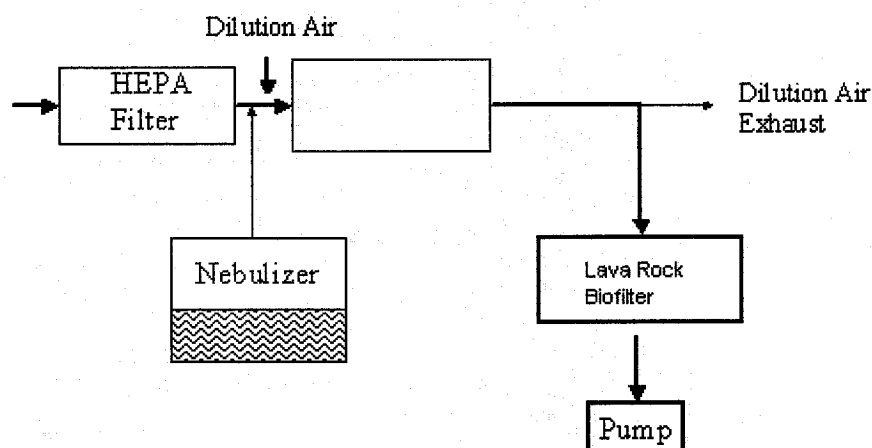 Dilution Air
HEPA
Filter
Dilution Air
Exhaust
Nebulizer
Lava Rock
Biofilter
Pump